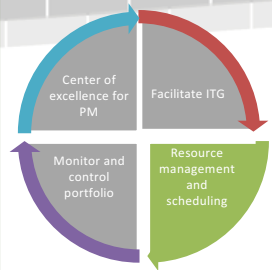 Center of
excellence for
PM
Facilitate ITG
Monitor and
control
portfolio
Resource
management
and
scheduling